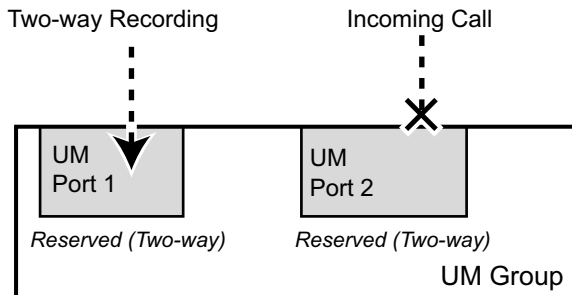 Two-way Recording
Incoming Call
UM
Port 1
UM
Port 2
Reserved (Two-way)
Reserved (Two-way)
UM Group